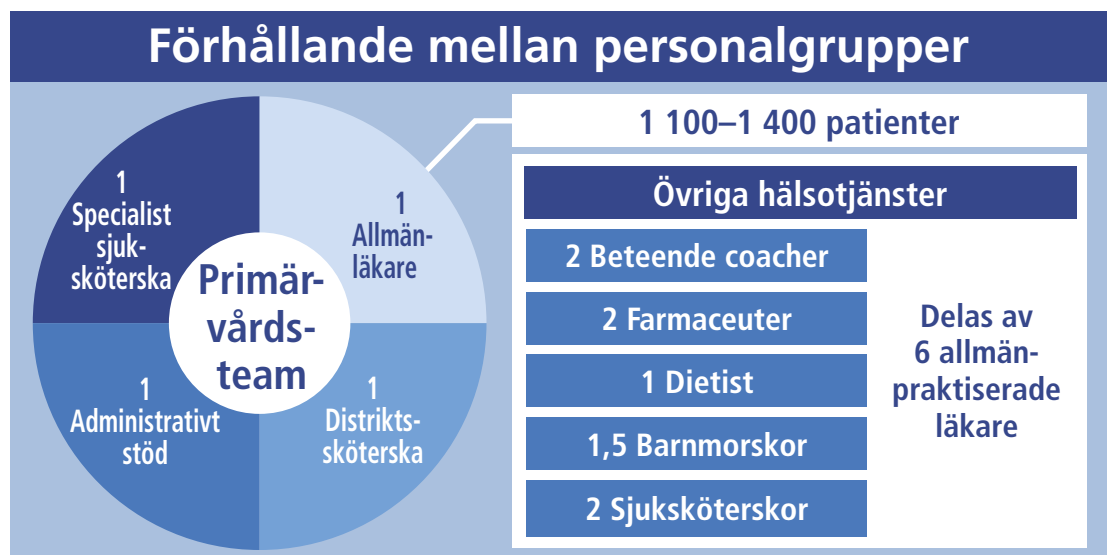 Förhållande mellan personalgrupper
1
Specialist
sjuk-
sköterska
1
Allmän-
läkare
Primär-
vårds-
team
1
Administrativt
stöd
1
Distrikts-
sköterska
1 100–1 400 patienter
Övriga hälsotjänster
2 Beteende coacher
2 Farmaceuter
1 Dietist
1,5 Barnmorskor
2 Sjuksköterskor
Delas av
6 allmän-
praktiserade
läkare